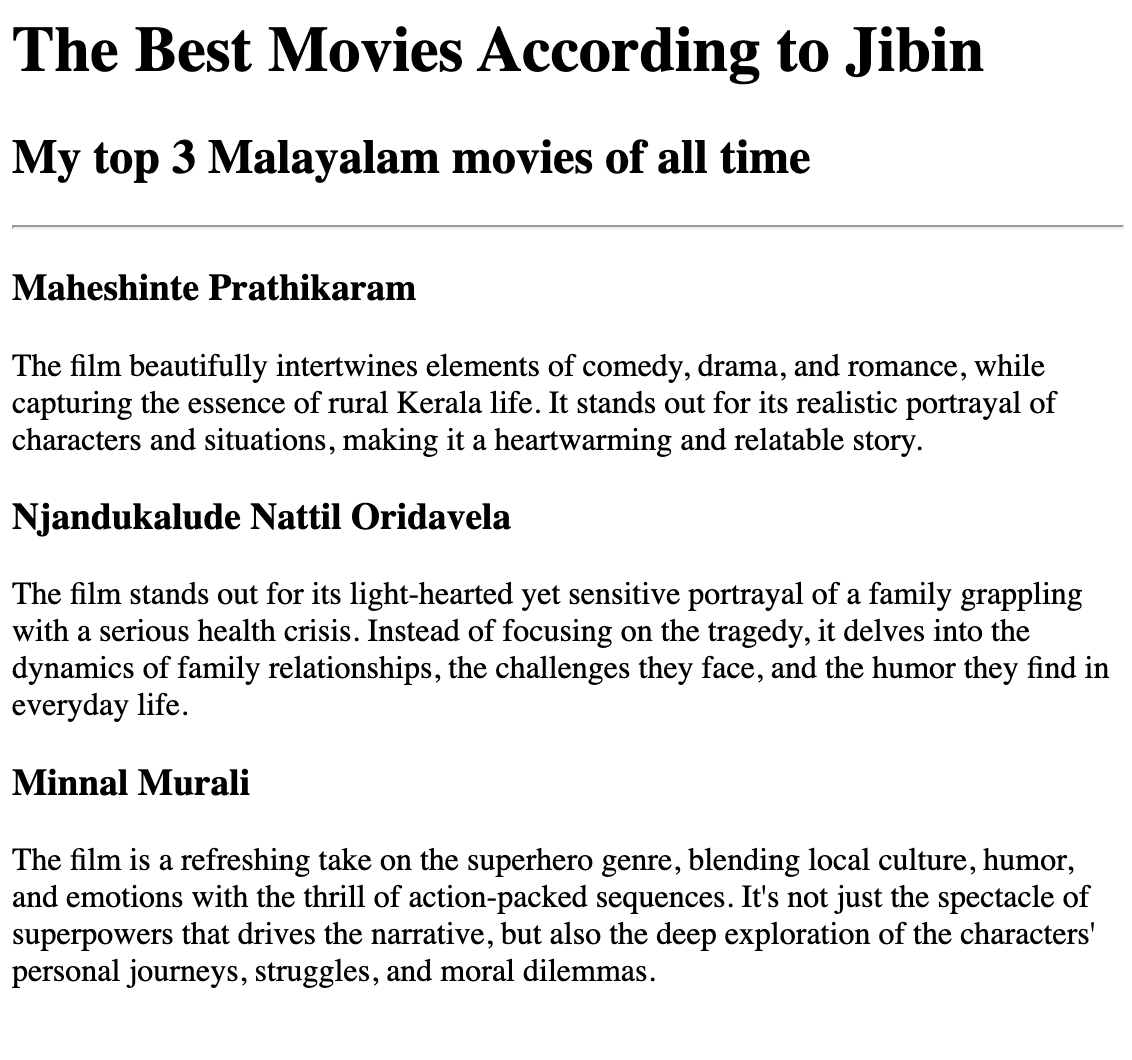 The Best Movies According to Jibin
My top 3 Malayalam movies of all time
Maheshinte Prathikaram
The film beautifully intertwines elements of comedy, drama, and romance, while
capturing the essence of rural Kerala life. It stands out for its realistic portrayal of
characters and situations, making it a heartwarming and relatable story.
Njandukalude Nattil Oridavela
The film stands out for its light-hearted yet sensitive portrayal of a family grappling
with a serious health crisis. Instead of focusing on the tragedy, it delves into the
dynamics of family relationships, the challenges they face, and the humor they find in
everyday life.
Minnal Murali
The film is a refreshing take on the superhero genre, blending local culture, humor,
and emotions with the thrill of action-packed sequences. It's not just the spectacle of
superpowers that drives the narrative, but also the deep exploration of the characters'
personal journeys, struggles, and moral dilemmas.